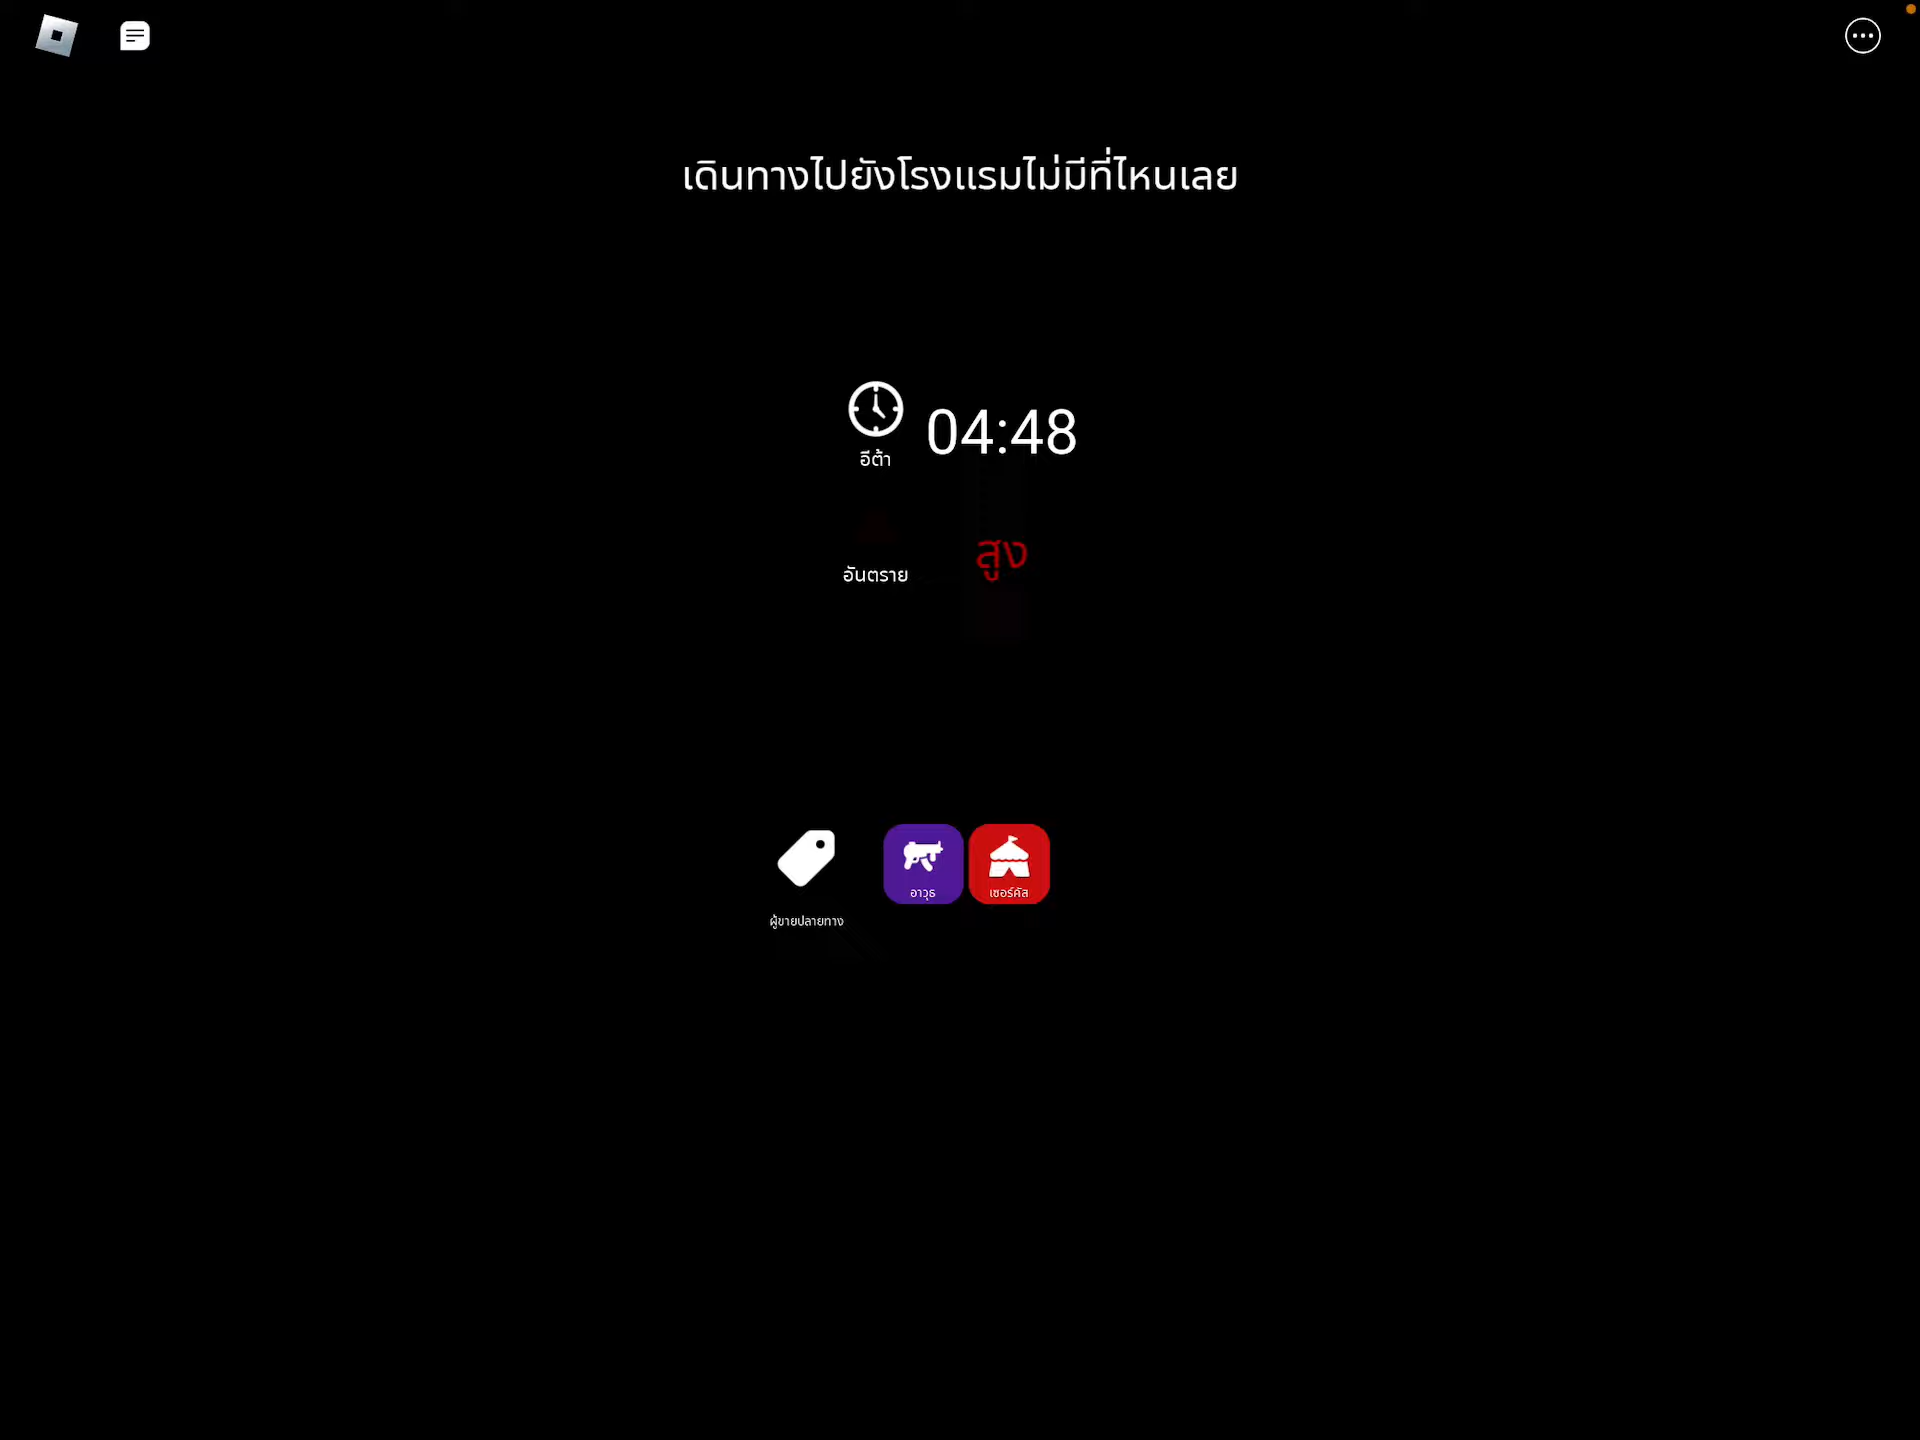 เดินทางไปยังโรงแรมไม่มีที่ไหนเลย
04:48
อีต้า
สูง
อันตราย
อาวุธ
เซอร์คัส
ผู้ขายปลายทาง